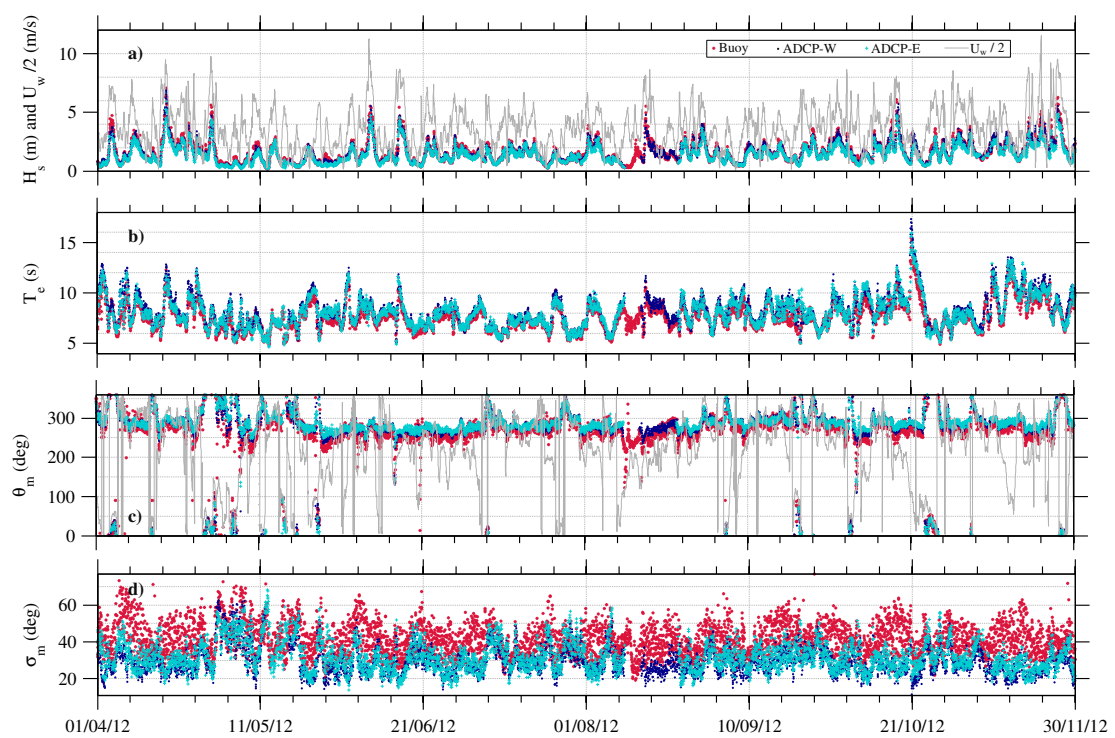 H_s (m) and U_w/2 (m/s)
10
5
0
a)
Buoy ADCP-W ADCP-E U_w / 2
T_e (s)
15
10
5
b)
θ_m (deg)
300
200
100
0
c)
σ_m (deg)
60
40
20
d)
01/04/12 11/05/12 21/06/12 01/08/12 10/09/12 21/10/12 30/11/12